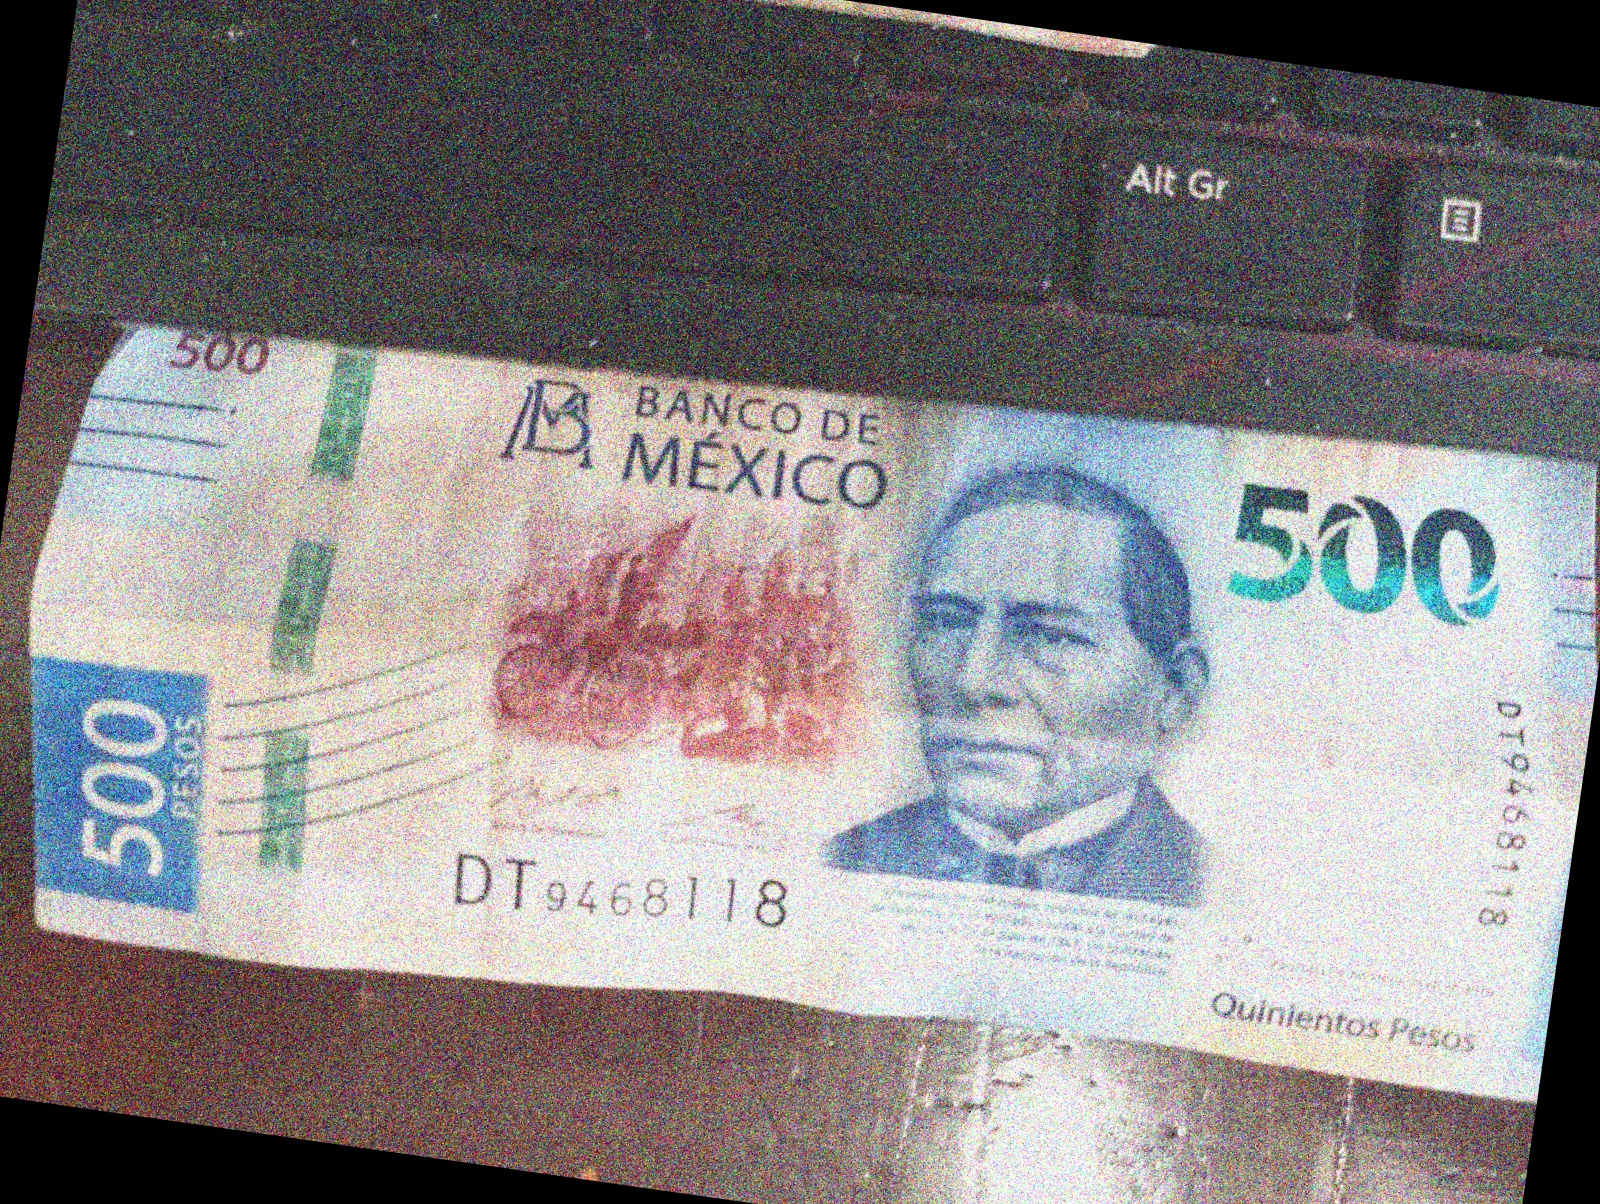 Alt Gr
500
BANCO DE
MÉXICO
500
500
PESOS
DT9468118
DT9468118
Quinientos Pesos